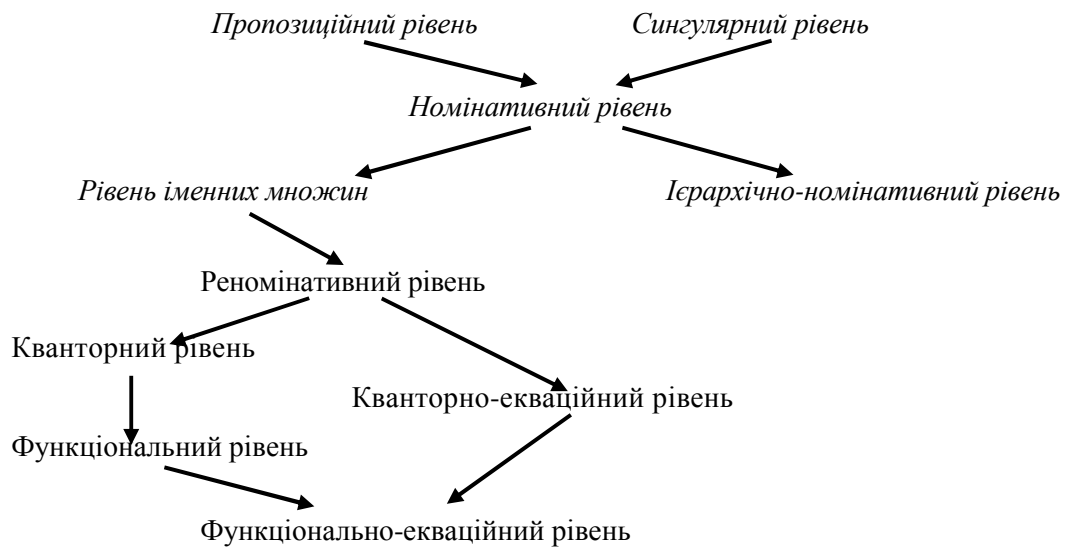 Пропозиційний рівень Сингулярний рівень
Номінативний рівень
Рівень іменних множин Ієрархічно-номінативний рівень
Реномінативний рівень
Кванторний рівень
Кванторно-екваційний рівень
Функціональний рівень
Функціонально-екваційний рівень